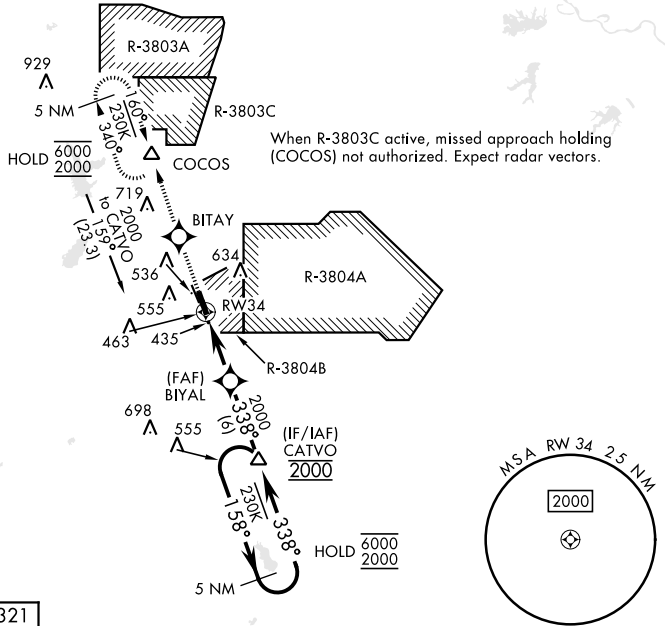 R-3803A
929
5 NM
R-3803C
160°
230K
340°
HOLD 6000
2000
COCOS
When R-3803C active, missed approach holding
(COCOS) not authorized. Expect radar vectors.
719
2000
to CATVO
159°
(23.3)
BITAY
634
536
R-3804A
555
RW34
463
435
R-3804B
(FAF)
BIYAL
2000
338°
(6)
698
555
(IF/IAF)
CATVO
2000
MSA RW 34 25 NM
2000
230K
158°
338°
HOLD 6000
2000
5 NM
321